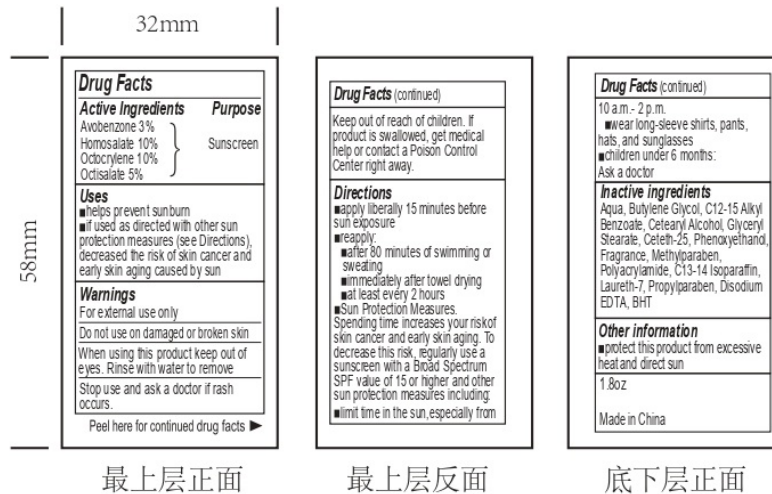 32mm
58mm
Drug Facts
Active Ingredients Purpose
Avobenzone 3%
Homosalate 10% Sunscreen
Octocrylene 10%
Octisalate 5%
Uses
■helps prevent sunburn
■if used as directed with other sun
protection measures (see Directions),
decreased the risk of skin cancer and
early skin aging caused by sun
Warnings
For external use only
Do not use on damaged or broken skin
When using this product keep out of
eyes. Rinse with water to remove
Stop use and ask a doctor if rash
occurs.
Peel here for continued drug facts ►
最上层正面
Drug Facts (continued)
Keep out of reach of children. If
product is swallowed, get medical
help or contact a Poison Control
Center right away.
Directions
■apply liberally 15 minutes before
sun exposure
■reapply:
■after 80 minutes of swimming or
sweating
■immediately after towel drying
■at least every 2 hours
■Sun Protection Measures.
Spending time increases your risk of
skin cancer and early skin aging. To
decrease this risk, regularly use a
sunscreen with a Broad Spectrum
SPF value of 15 or higher and other
sun protection measures including:
■limit time in the sun, especially from
最上层反面
Drug Facts (continued)
10 a.m.- 2 p.m.
■wear long-sleeve shirts, pants,
hats, and sunglasses
■children under 6 months:
Ask a doctor
Inactive ingredients
Aqua, Butylene Glycol, C12-15 Alkyl
Benzoate, Cetearyl Alcohol, Glyceryl
Stearate, Ceteth-25, Phenoxyethanol,
Fragrance, Methylparaben,
Polyacrylamide, C13-14 Isoparaffin,
Laureth-7, Propylparaben, Disodium
EDTA, BHT
Other information
■protect this product from excessive
heat and direct sun
1.8oz
Made in China
底下层正面